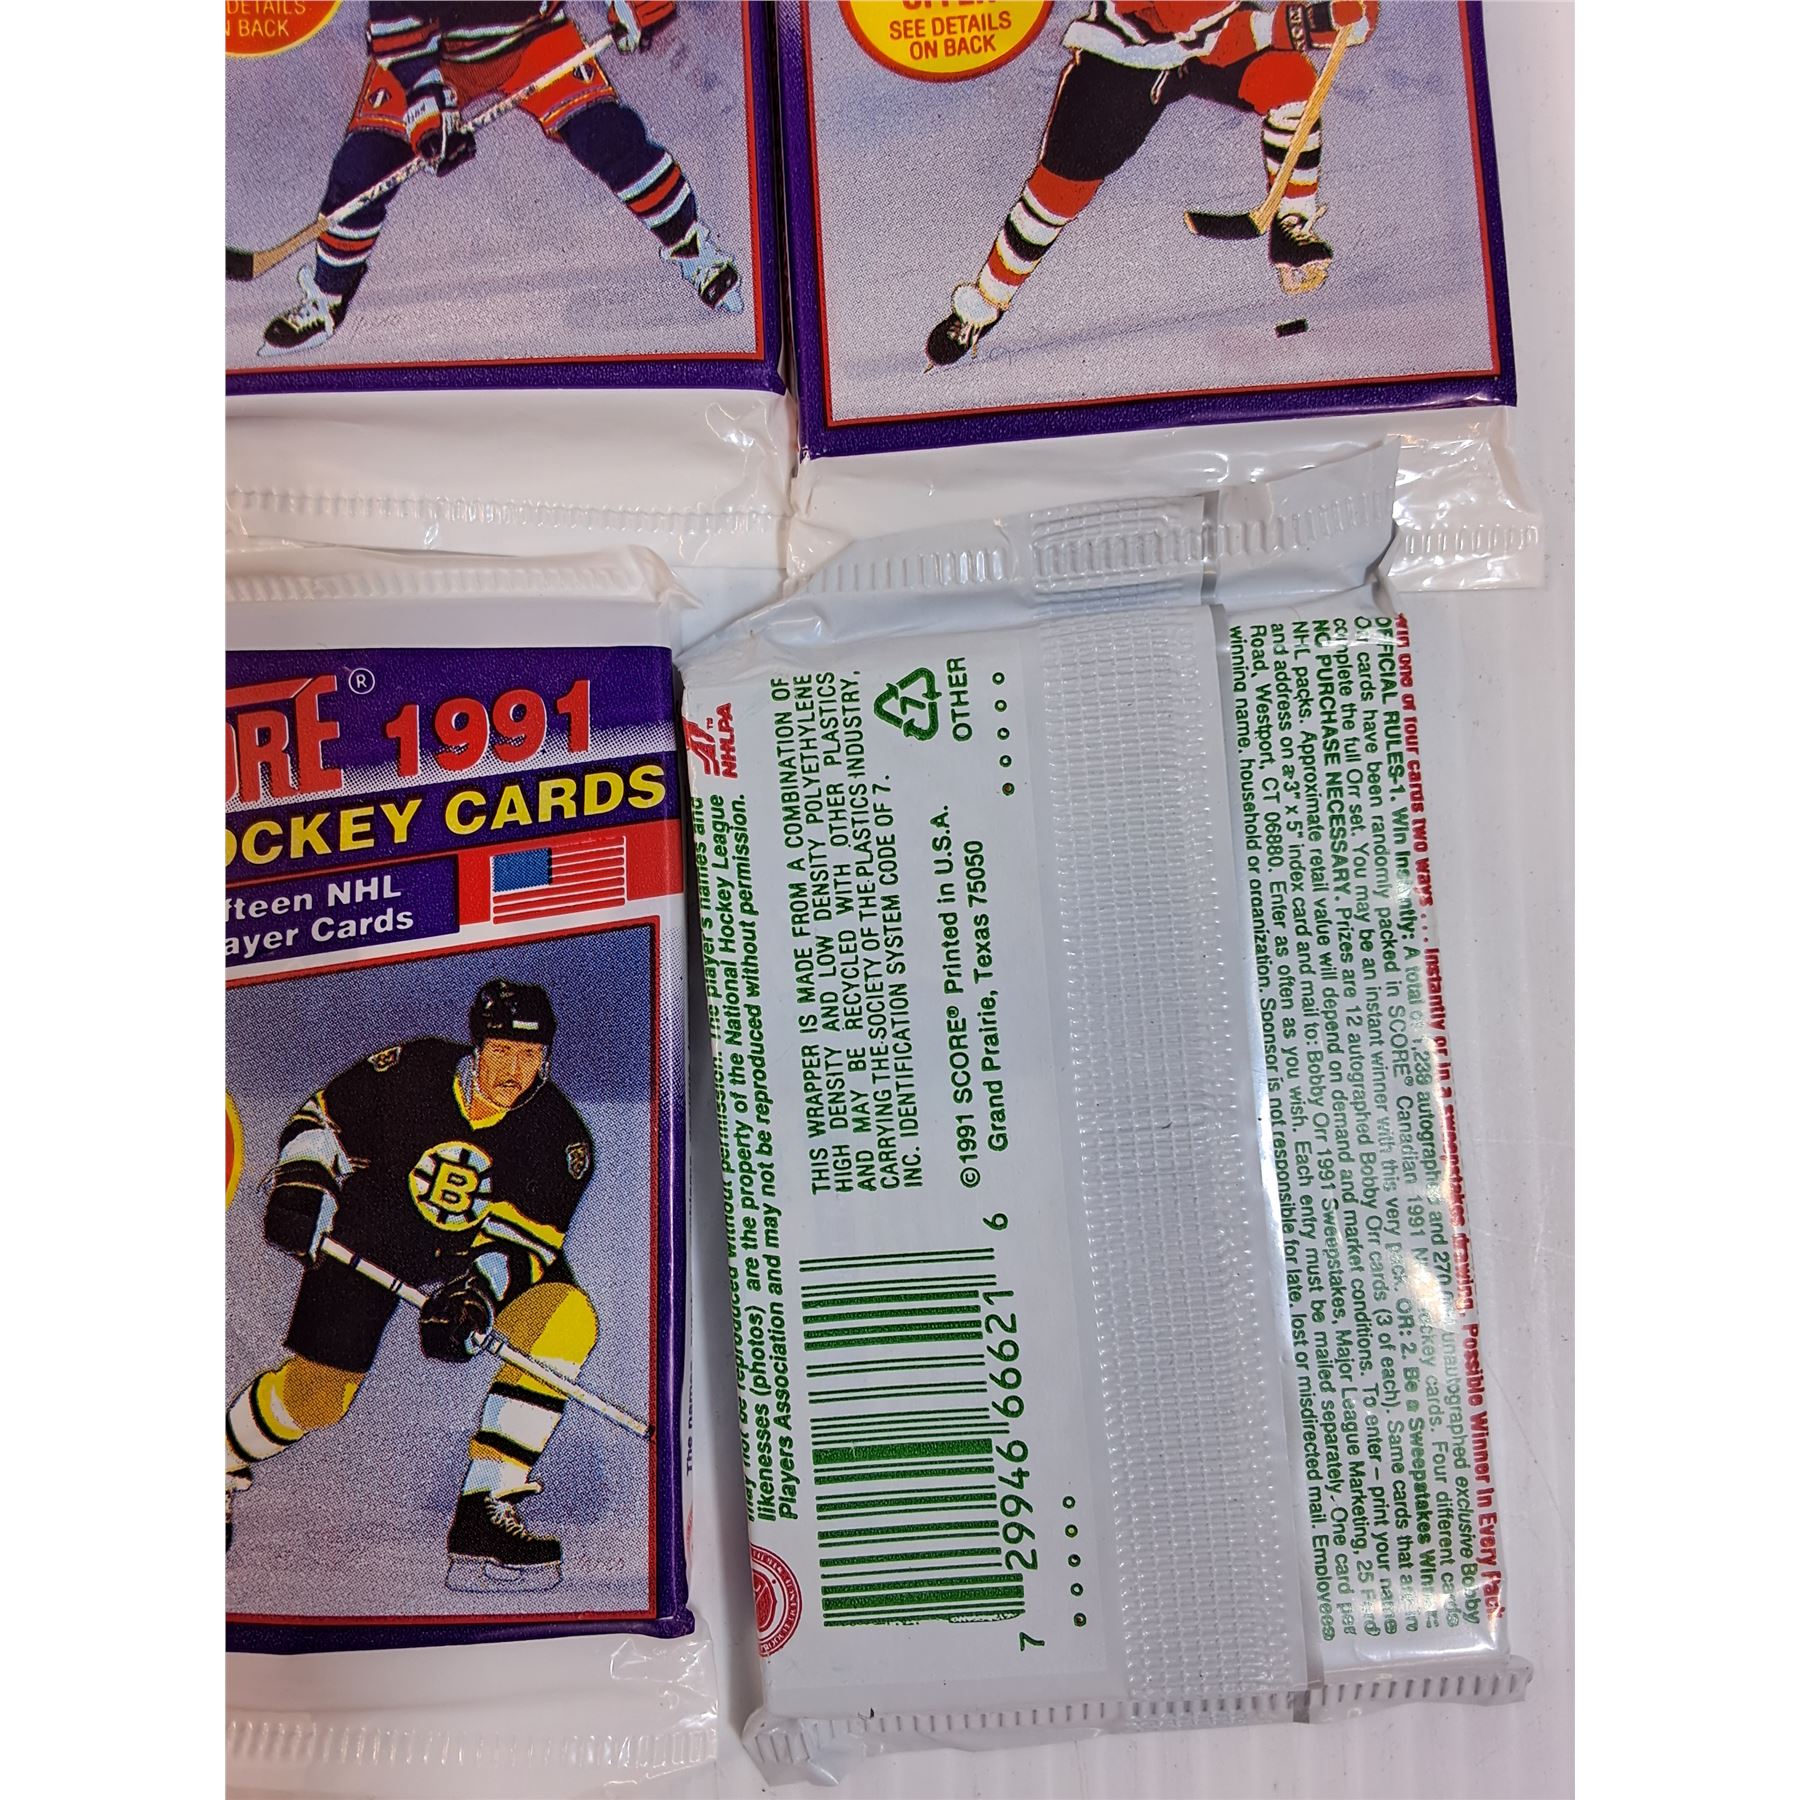 DETAILS
BACK
SEE DETAILS
ON BACK
ORE® 1991
OCKEY CARDS
fteen NHL
ayer Cards
B
NHLPA
likenesses (photos) are the property of the National Hockey League
Players Association and may not be reproduced without permission.
THIS WRAPPER IS MADE FROM A COMBINATION OF
HIGH DENSITY AND LOW DENSITY POLYETHYLENE
AND MAY BE RECYCLED WITH OTHER PLASTICS
CARRYING THE SOCIETY OF THE PLASTICS INDUSTRY,
INC. IDENTIFICATION SYSTEM CODE OF 7.
7
OTHER
©1991 SCORE® Printed in U.S.A.
Grand Prairie, Texas 75050
7 29946 66621 6
Win one of four cards two ways... Instantly or in a sweepstakes drawing. Possible Winner in Every Pack
OFFICIAL RULES-1. Win Instantly: A total of 1,238 autographed and 270 unautographed exclusive Bobby
Orr cards have been randomly packed in SCORE® Canadian 1991 NHL Hockey cards. Four different cards
complete the full Orr set. You may be an instant winner with this very pack. OR: 2. Be a Sweepstakes Winner
NO PURCHASE NECESSARY. Prizes are 12 autographed Bobby Orr cards (3 of each). Same cards that are in
NHL packs. Approximate retail value will depend on demand and market conditions. To enter – print your name
and address on a 3" x 5" index card and mail to: Bobby Orr 1991 Sweepstakes, Major League Marketing, 25 Ford
Road, Westport, CT 06880. Enter as often as you wish. Each entry must be mailed separately. One card per
winning name, household or organization. Sponsor is not responsible for late, lost or misdirected mail. Employees